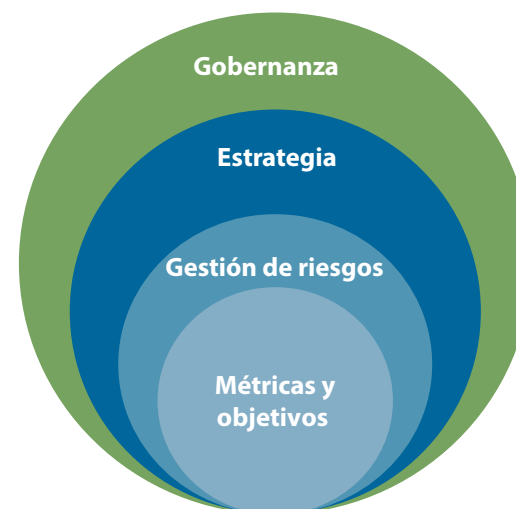 Gobernanza
Estrategia
Gestión de riesgos
Métricas y
objetivos